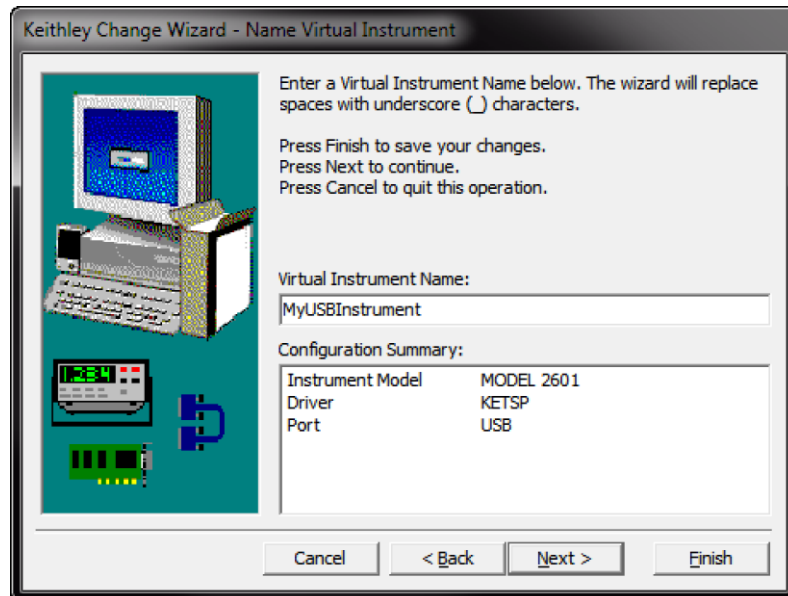 Keithley Change Wizard - Name Virtual Instrument
Enter a Virtual Instrument Name below. The wizard will replace
spaces with underscore (_) characters.
Press Finish to save your changes.
Press Next to continue.
Press Cancel to quit this operation.
Virtual Instrument Name:
MyUSBInstrument
Configuration Summary:
Instrument Model MODEL 2601
Driver KETSP
Port USB
1.234
Cancel < Back Next > Finish